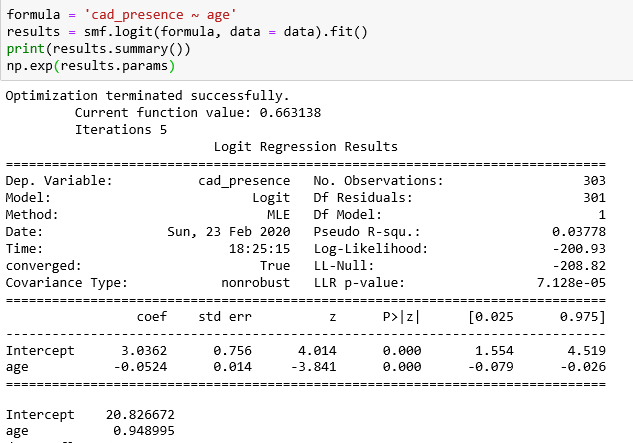 formula = 'cad_presence ~ age'
results = smf.logit(formula, data = data).fit()
print(results.summary())
np.exp(results.params)
Optimization terminated successfully.
         Current function value: 0.663138
         Iterations 5
                           Logit Regression Results
==============================================================================
Dep. Variable:           cad_presence   No. Observations:                  303
Model:                          Logit   Df Residuals:                      301
Method:                           MLE   Df Model:                            1
Date:                Sun, 23 Feb 2020   Pseudo R-squ.:                 0.03778
Time:                        18:25:15   Log-Likelihood:                -200.93
converged:                       True   LL-Null:                       -208.82
Covariance Type:            nonrobust   LLR p-value:                 7.128e-05
==============================================================================
                 coef    std err          z      P>|z|      [0.025      0.975]
------------------------------------------------------------------------------
Intercept      3.0362      0.756      4.014      0.000       1.554       4.519
age           -0.0524      0.014     -3.841      0.000      -0.079      -0.026
==============================================================================
Intercept    20.826672
age           0.948995